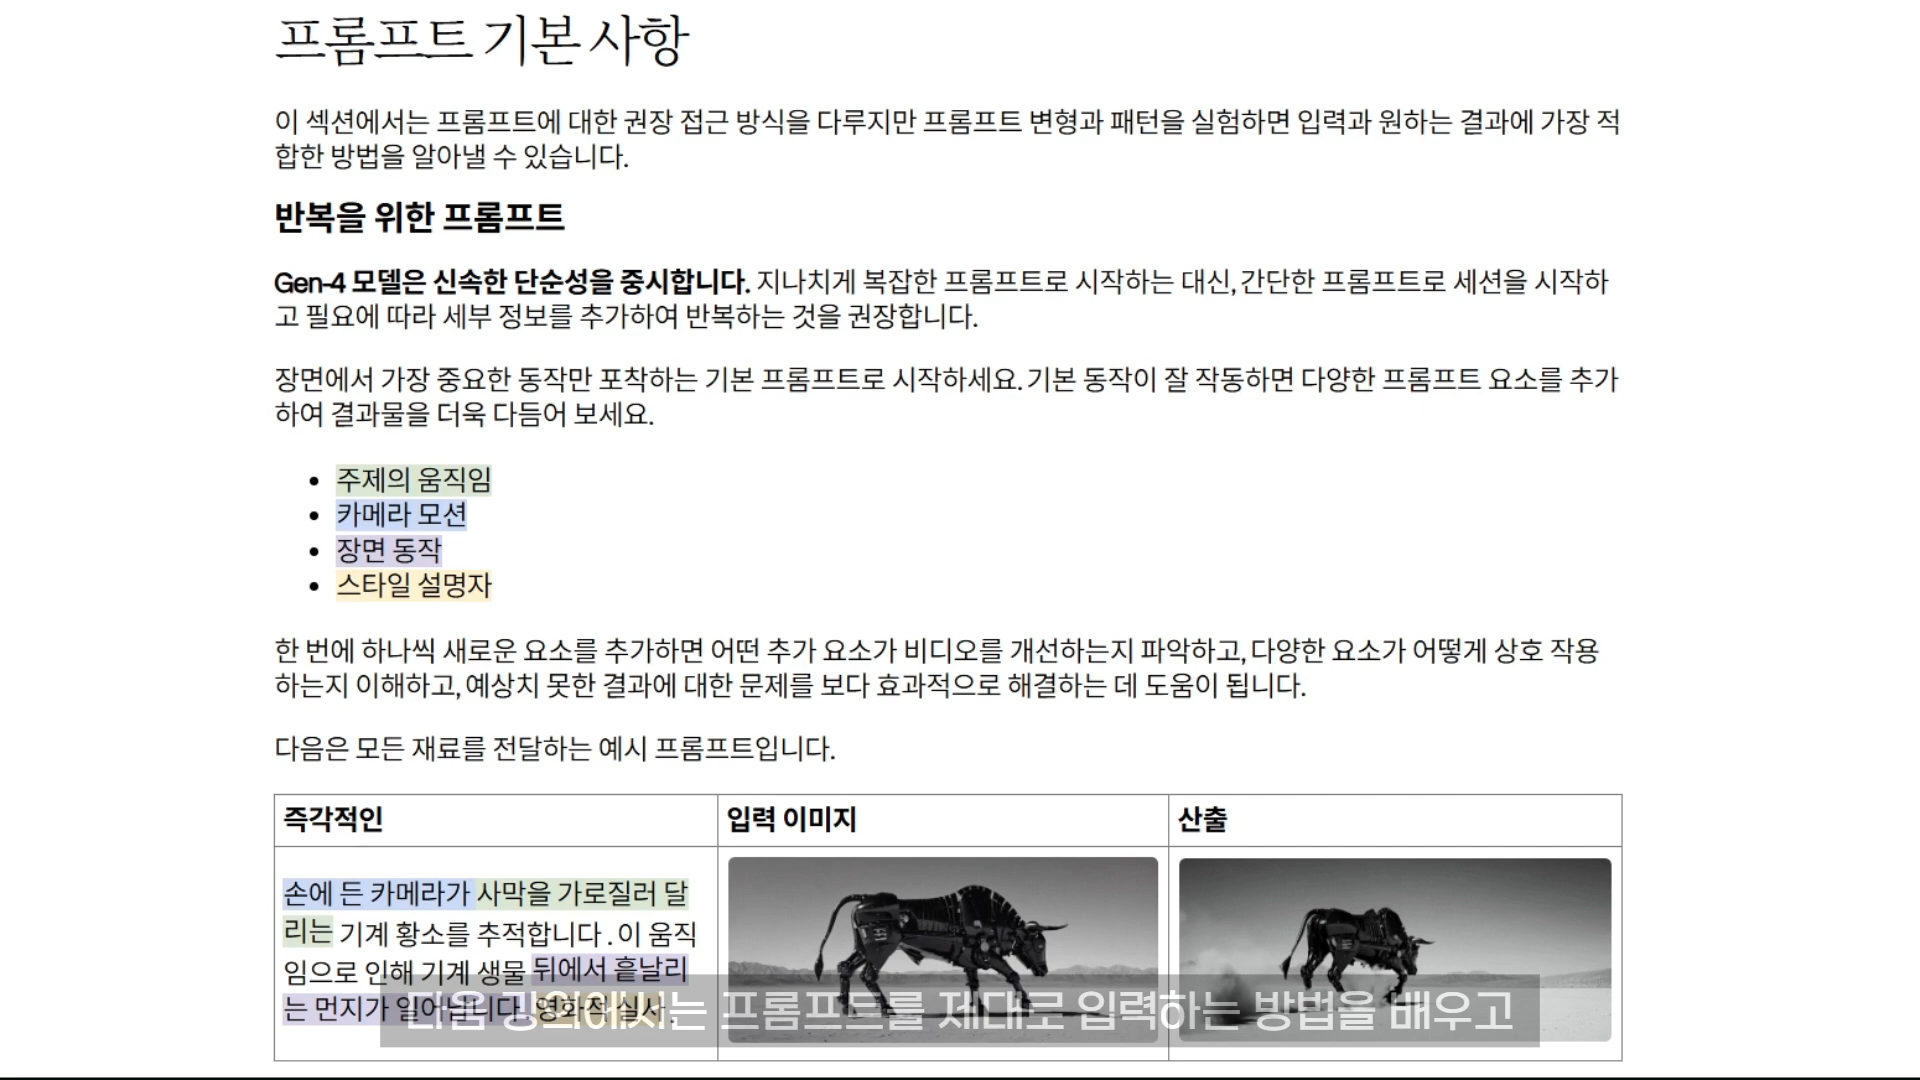 프롬프트 기본 사항
이 섹션에서는 프롬프트에 대한 권장 접근 방식을 다루지만 프롬프트 변형과 패턴을 실험하면 입력과 원하는 결과에 가장 적
합한 방법을 알아낼 수 있습니다.
반복을 위한 프롬프트
Gen-4 모델은 신속한 단순성을 중시합니다. 지나치게 복잡한 프롬프트로 시작하는 대신, 간단한 프롬프트로 세션을 시작하
고 필요에 따라 세부 정보를 추가하여 반복하는 것을 권장합니다.
장면에서 가장 중요한 동작만 포착하는 기본 프롬프트로 시작하세요. 기본 동작이 잘 작동하면 다양한 프롬프트 요소를 추가
하여 결과물을 더욱 다듬어 보세요.
• 주제의 움직임
• 카메라 모션
• 장면 동작
• 스타일 설명자
한 번에 하나씩 새로운 요소를 추가하면 어떤 추가 요소가 비디오를 개선하는지 파악하고, 다양한 요소가 어떻게 상호 작용
하는지 이해하고, 예상치 못한 결과에 대한 문제를 보다 효과적으로 해결하는 데 도움이 됩니다.
다음은 모든 재료를 전달하는 예시 프롬프트입니다.
즉각적인
입력 이미지
산출
손에 든 카메라가 사막을 가로질러 달
리는 기계 황소를 추적합니다 . 이 움직
임으로 인해 기계 생물 뒤에서 흩날리
는 먼지가 일어납니다 . 영화적 실사 .
다음 강의에서는 프롬프트를 제대로 입력하는 방법을 배우고